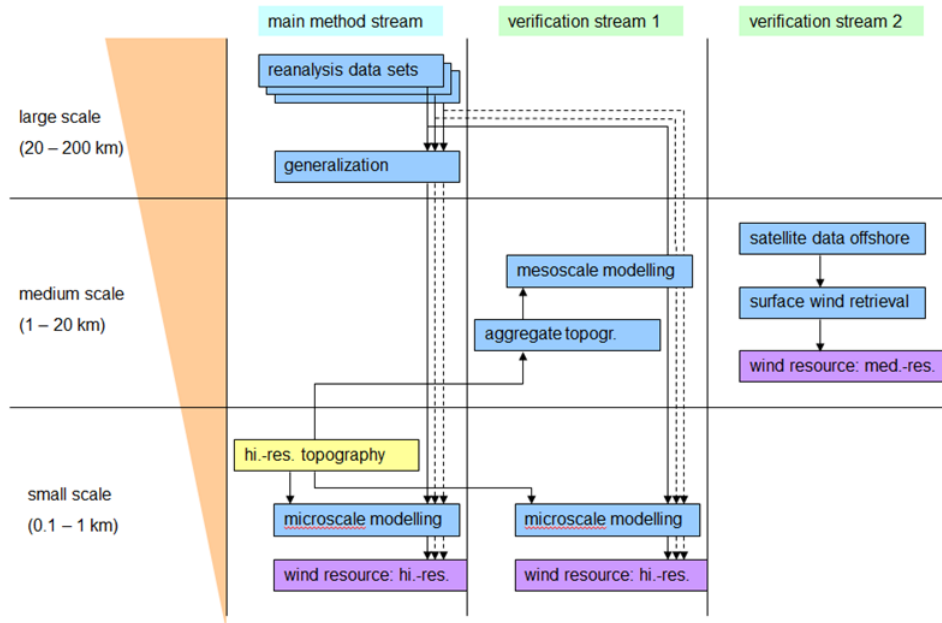 main method stream
verification stream 1
verification stream 2
reanalysis data sets
large scale
(20 – 200 km)
generalization
satellite data offshore
mesoscale modelling
medium scale
(1 – 20 km)
surface wind retrieval
aggregate topogr.
wind resource: med.-res.
hi.-res. topography
small scale
(0.1 – 1 km)
microscale modelling
microscale modelling
wind resource: hi.-res.
wind resource: hi.-res.